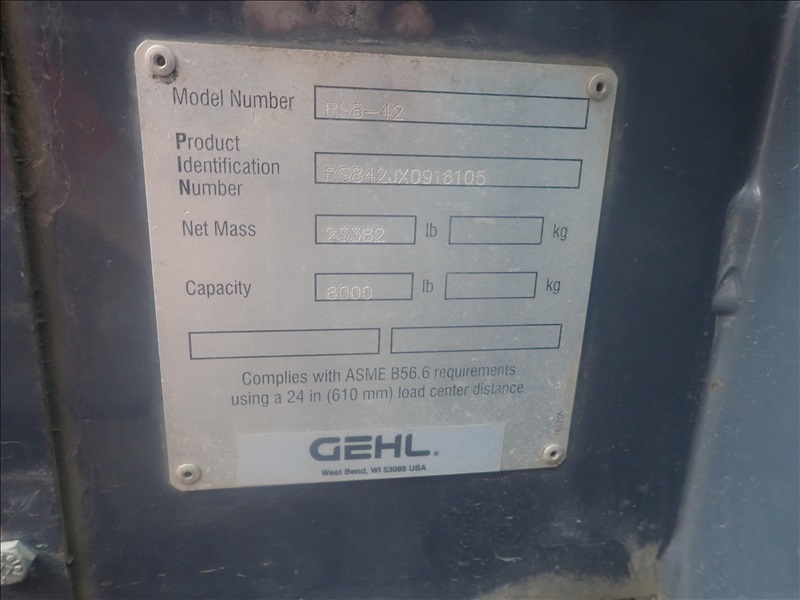 Model Number RS8-42
Product
Identification
Number RS842JX0916105
Net Mass 23382 lb kg
Capacity 8000 lb kg
Complies with ASME B56.6 requirements
using a 24 in (610 mm) load center distance
GEHL.
West Bend, WI 53095 USA